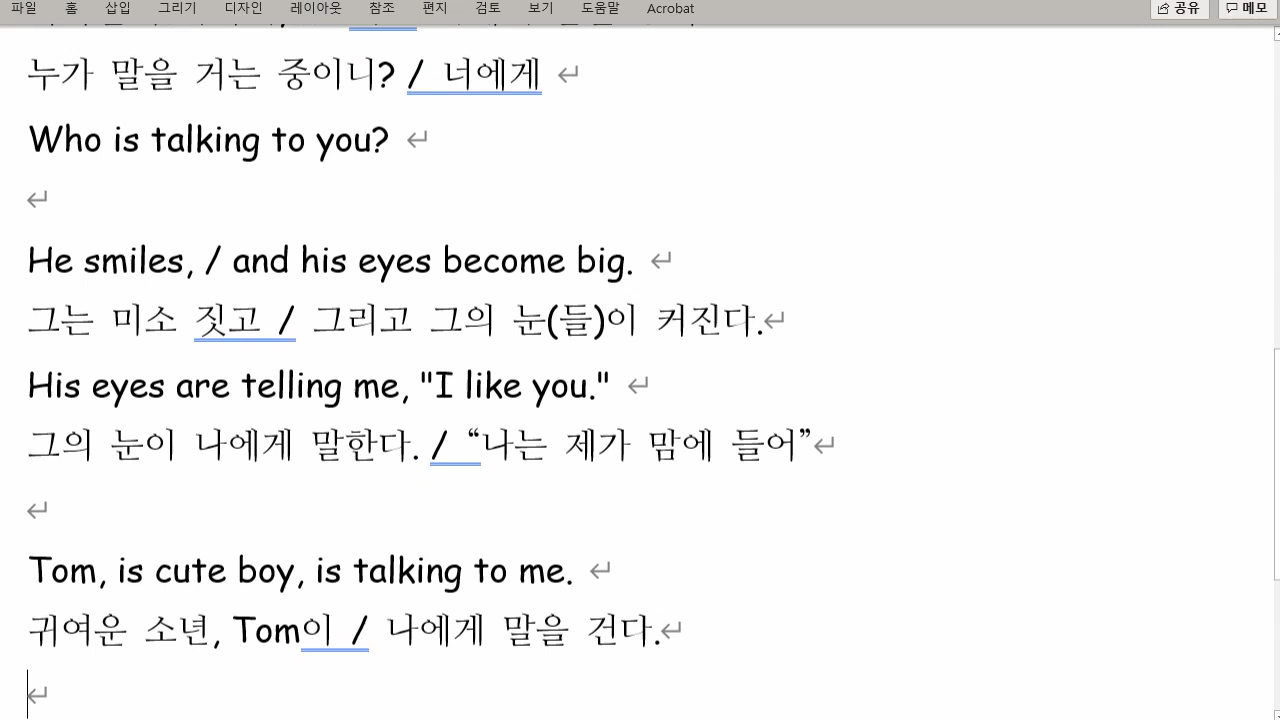 파일 홈 삽입 그리기 디자인 레이아웃 참조 편지 검토 보기 도움말 Acrobat 공유 메모
누가 말을 거는 중이니? / 너에게
Who is talking to you?
He smiles, / and his eyes become big.
그는 미소 짓고 / 그리고 그의 눈(들)이 커진다.
His eyes are telling me, "I like you."
그의 눈이 나에게 말한다. / “나는 제가 맘에 들어”
Tom, is cute boy, is talking to me.
귀여운 소년, Tom이 / 나에게 말을 건다.